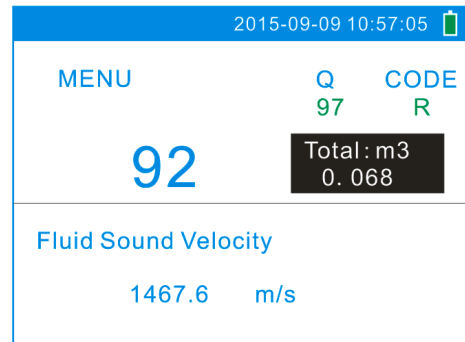 2015-09-09 10:57:05
MENU Q CODE
97 R
92 Total:m3
0.068
Fluid Sound Velocity
1467.6 m/s